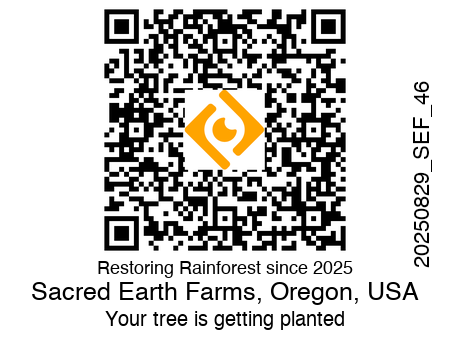 Restoring Rainforest since 2025
Sacred Earth Farms, Oregon, USA
Your tree is getting planted
20250829_SEF_46